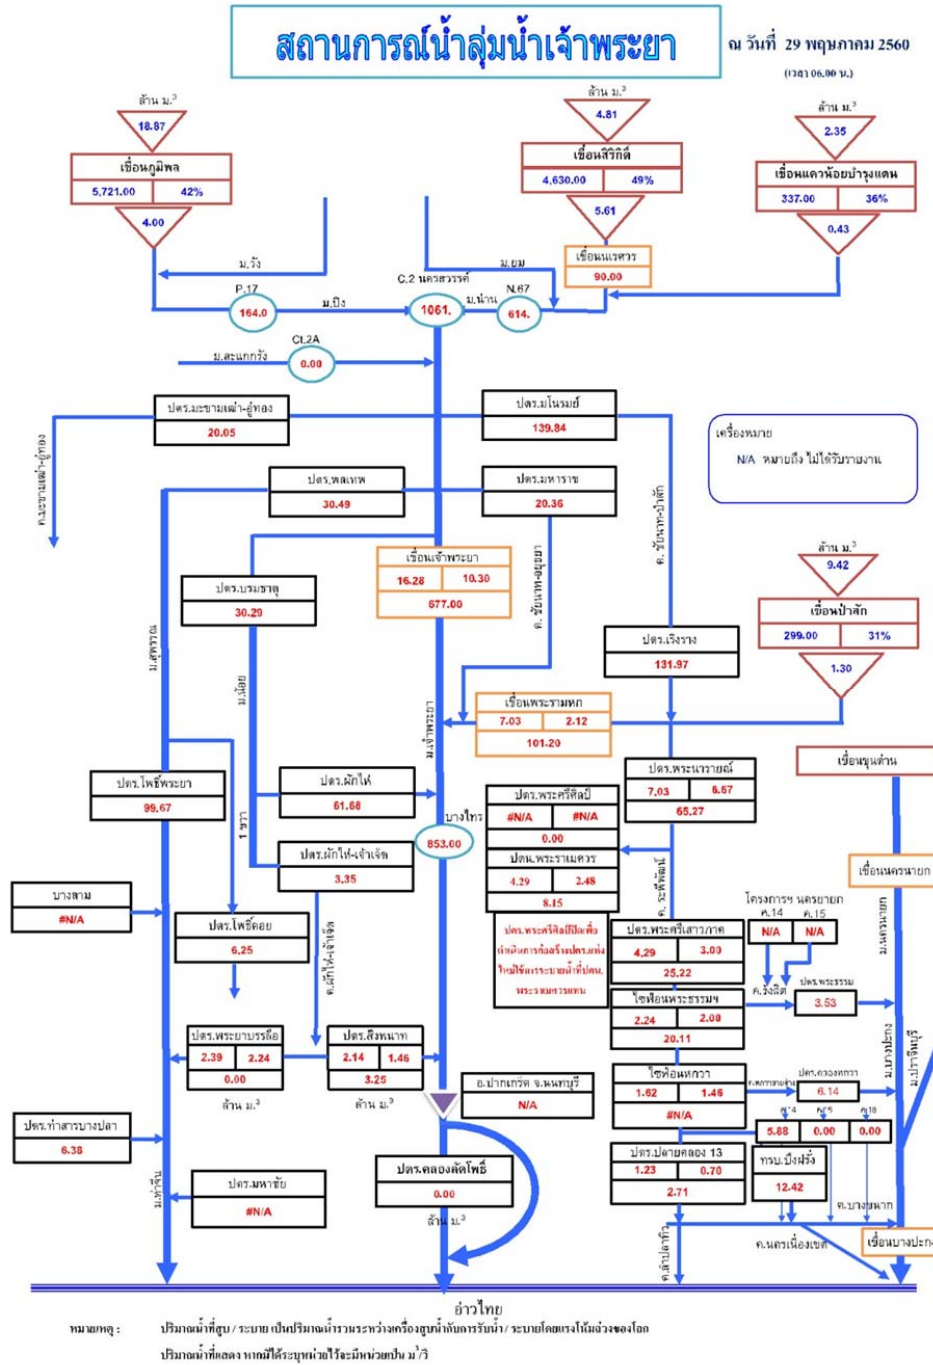 สถานการณ์น้ำลุ่มน้ำเจ้าพระยา
ณ วันที่ 29 พฤษภาคม 2560
(เวลา 06.00 น.)
ล้าน ม.³
18.87
เขื่อนภูมิพล
5,721.00 42%
4.00
ล้าน ม.³
4.81
เขื่อนสิริกิติ์
4,630.00 49%
5.61
ล้าน ม.³
2.35
เขื่อนแควน้อยบำรุงแดน
337.00 36%
0.43
เขื่อนนเรศวร
90.00
ม.วัง
ม.ยม
P.17
164.0
ม.ปิง
C.2 นครสวรรค์
1061.
ม.น่าน
N.67
614.
ม.สะแกกรัง
Ct.2A
0.00
ปตร.มะขามเฒ่า-อู่ทอง
20.05
ปตร.มโนรมย์
139.84
ค.มะขามเฒ่า-อู่ทอง
เครื่องหมาย
N/A หมายถึง ไม่ได้รับรายงาน
ปตร.พลเทพ
30.49
ปตร.มหาราช
20.36
ค. ชัยนาท-ป่าสัก
ค. ชัยนาท-อยุธยา
เขื่อนเจ้าพระยา
16.28 10.30
677.00
ปตร.บรมธาตุ
30.29
ล้าน ม.³
9.42
เขื่อนป่าสัก
299.00 31%
1.30
ม.สุพรรณ
ม.น้อย
ม.เจ้าพระยา
ปตร.เริงราง
131.97
เขื่อนพระรามหก
7.03 2.12
101.20
ปตร.โพธิ์พระยา
99.67
1 ขวา
ปตร.ผักไห่
61.68
บางไทร
853.00
ปตร.พระนารายณ์
7.03 6.67
65.27
เขื่อนขุนด่าน
ปตร.พระศรีศิลป์
#N/A #N/A
0.00
ปตน.พระราเมศวร
4.29 2.48
8.15
ปตร.พระศรีศิลป์ปิดเพื่อ
ดำเนินการก่อสร้างปตร.แห่ง
ใหม่ใช้การระบายน้ำที่ปตน.
พระราเมศวรแทน
ค. ระพีพัฒน์
ปตร.ผักไห่-เจ้าเจ็ด
3.35
เขื่อนนครนายก
บางลาม
#N/A
ปตร.โพธิ์คอย
6.25
ค.ผักไห่-เจ้าเจ็ด
ปตร.พระศรีเสาวภาค
4.29 3.00
25.22
โครงการฯ นครนายก
ค.14 ค.15
N/A N/A
ม.นครนายก
ค.รังสิต
ปตร.พระธรรม
3.53
ไซฟ้อนพระธรรมฯ
2.24 2.08
20.11
ปตร.พระยาบรรลือ
2.39 2.24
0.00
ล้าน ม.³
ปตร.สิงหนาท
2.14 1.46
3.25
ล้าน ม.³
อ.ปากเกร็ด จ.นนทบุรี
N/A
ไซฟ้อนหกวา
1.62 1.46
#N/A
ปตร.คลองหกวา
6.14
ม.บางปะกง
ม.ปราจีนบุรี
5.88 0.00 0.00
ปตร.ท่าสารบางปลา
6.38
ปตร.ปลายคลอง 13
1.23 0.70
2.71
ทรบ.บึงฝรั่ง
12.42
ปตร.คลองลัดโพธิ์
0.00
ล้าน ม.³
ปตร.มหาชัย
#N/A
ม.ท่าจีน
ค.บางขนาก
ค.นครเนื่องเขต
ค.ลำปลาทิว
เขื่อนบางปะกง
อ่าวไทย
หมายเหตุ : ปริมาณน้ำที่สูบ / ระบาย เป็นปริมาณน้ำรวมระหว่างเครื่องสูบน้ำกับการรับน้ำ / ระบายโดยแรงโน้มถ่วงของโลก
ปริมาณน้ำที่แสดง หากมิได้ระบุหน่วยไว้จะมีหน่วยเป็น ม³/วิ